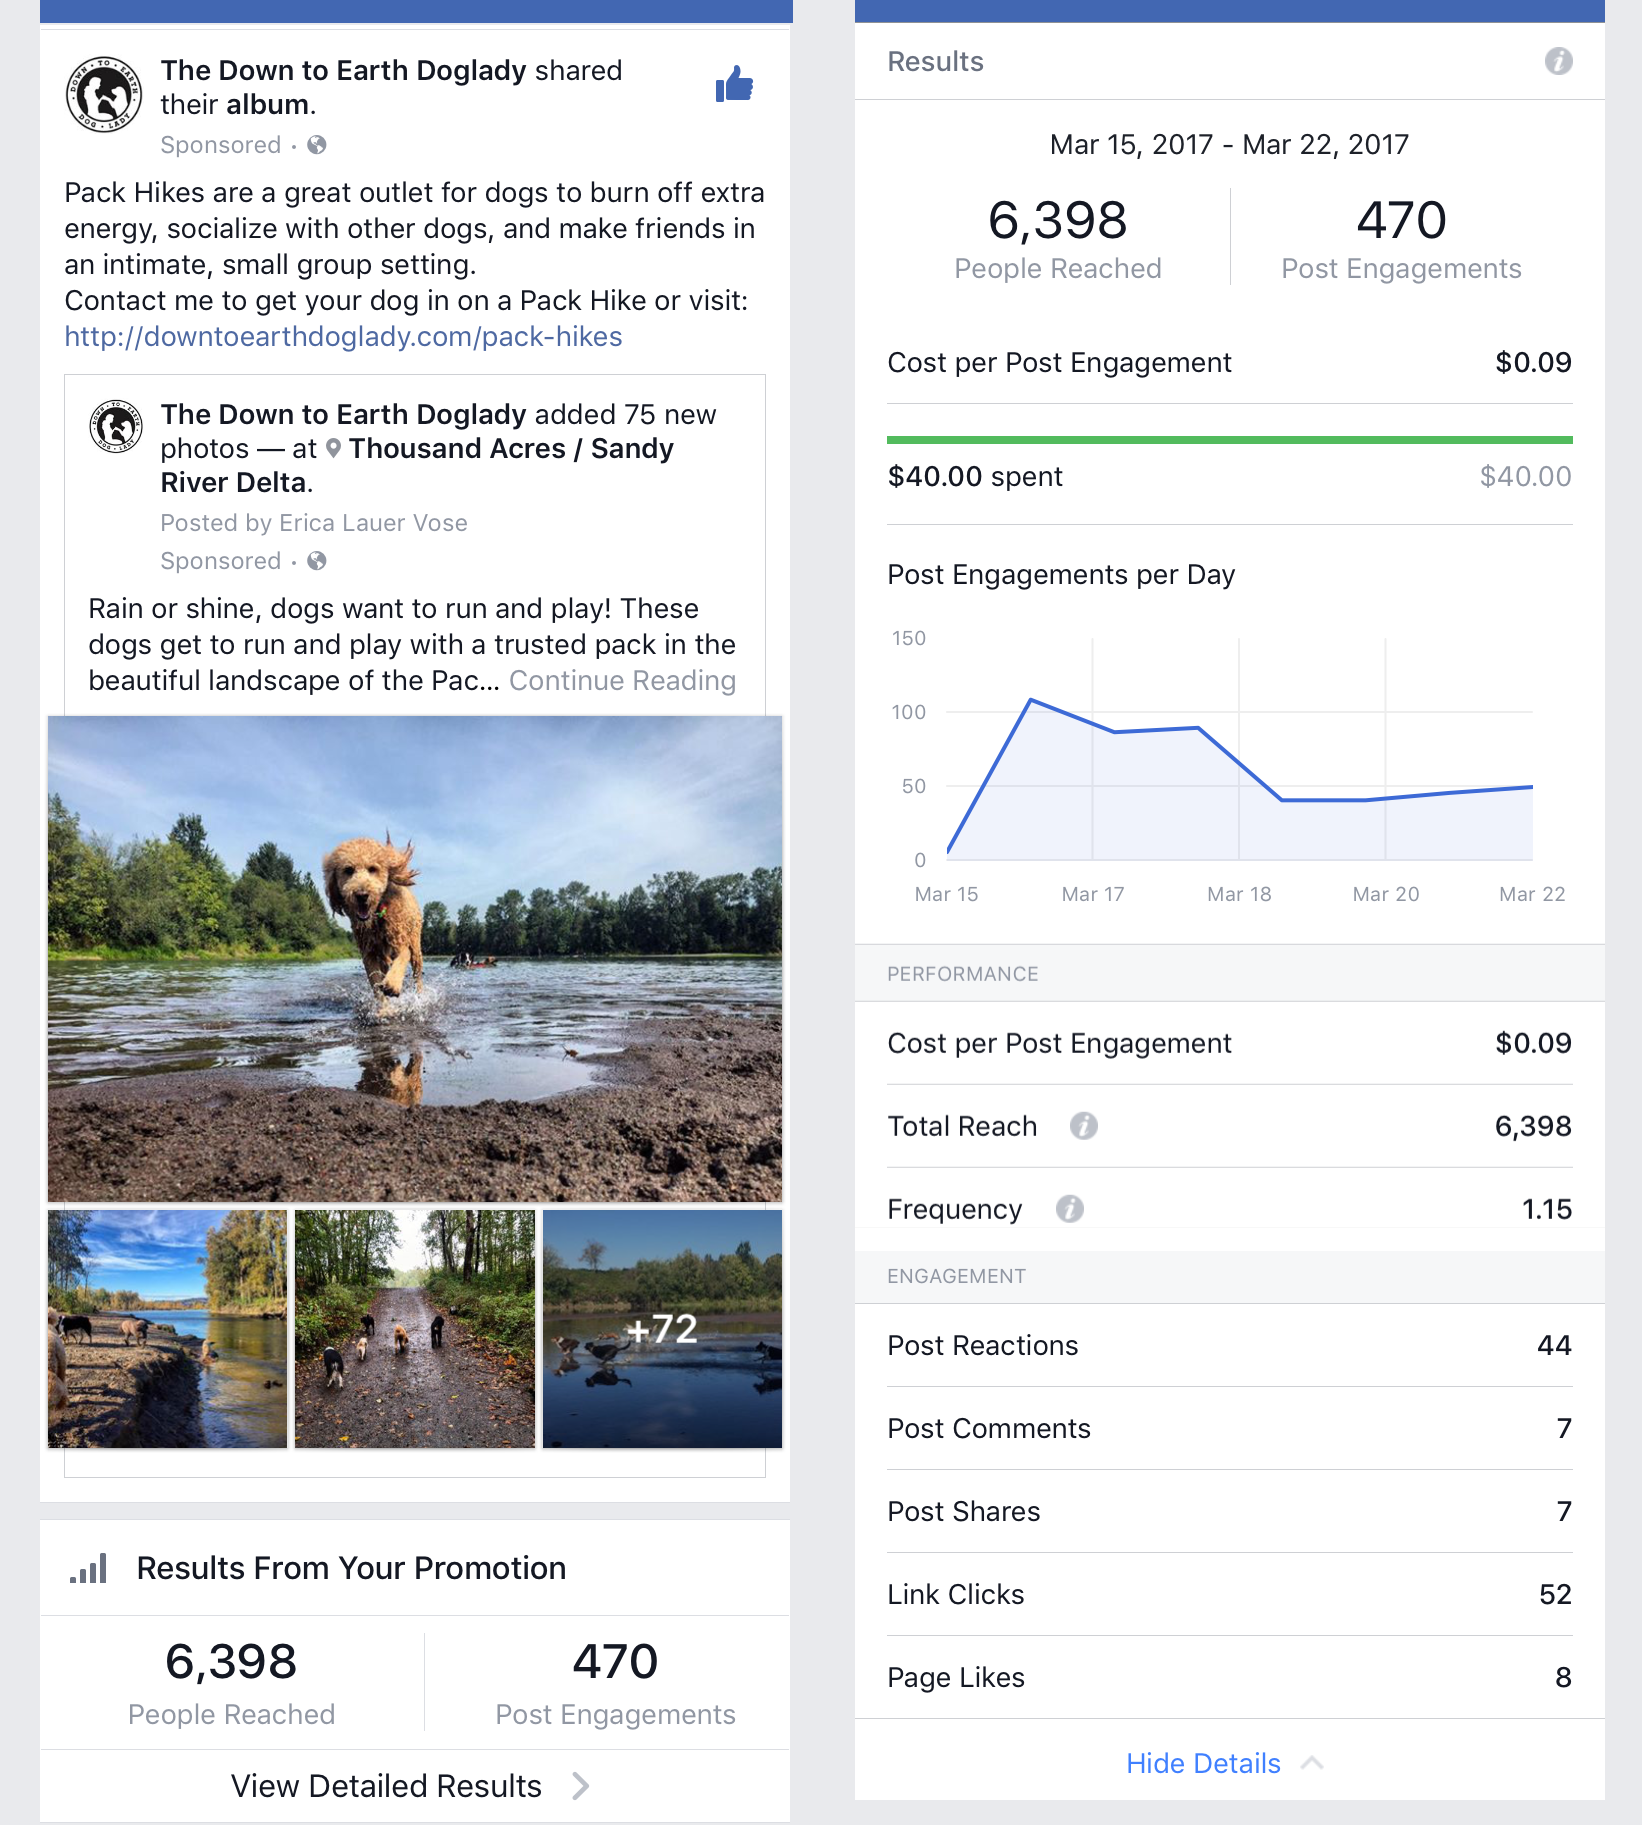 The Down to Earth Doglady shared
their album.
Sponsored ·
Pack Hikes are a great outlet for dogs to burn off extra
energy, socialize with other dogs, and make friends in
an intimate, small group setting.
Contact me to get your dog in on a Pack Hike or visit:
http://downtoearthdoglady.com/pack-hikes
DOWN · TO · EARTH
DOG · LADY
The Down to Earth Doglady added 75 new
photos — at Thousand Acres / Sandy
River Delta.
Posted by Erica Lauer Vose
Sponsored ·
Rain or shine, dogs want to run and play! These
dogs get to run and play with a trusted pack in the
beautiful landscape of the Pac... Continue Reading
+72
Results From Your Promotion
6,398
People Reached
470
Post Engagements
View Detailed Results
Results
Mar 15, 2017 - Mar 22, 2017
6,398
People Reached
470
Post Engagements
Cost per Post Engagement $0.09
$40.00 spent $40.00
Post Engagements per Day
150
100
50
0
Mar 15 Mar 17 Mar 18 Mar 20 Mar 22
PERFORMANCE
Cost per Post Engagement $0.09
Total Reach 6,398
Frequency 1.15
ENGAGEMENT
Post Reactions 44
Post Comments 7
Post Shares 7
Link Clicks 52
Page Likes 8
Hide Details